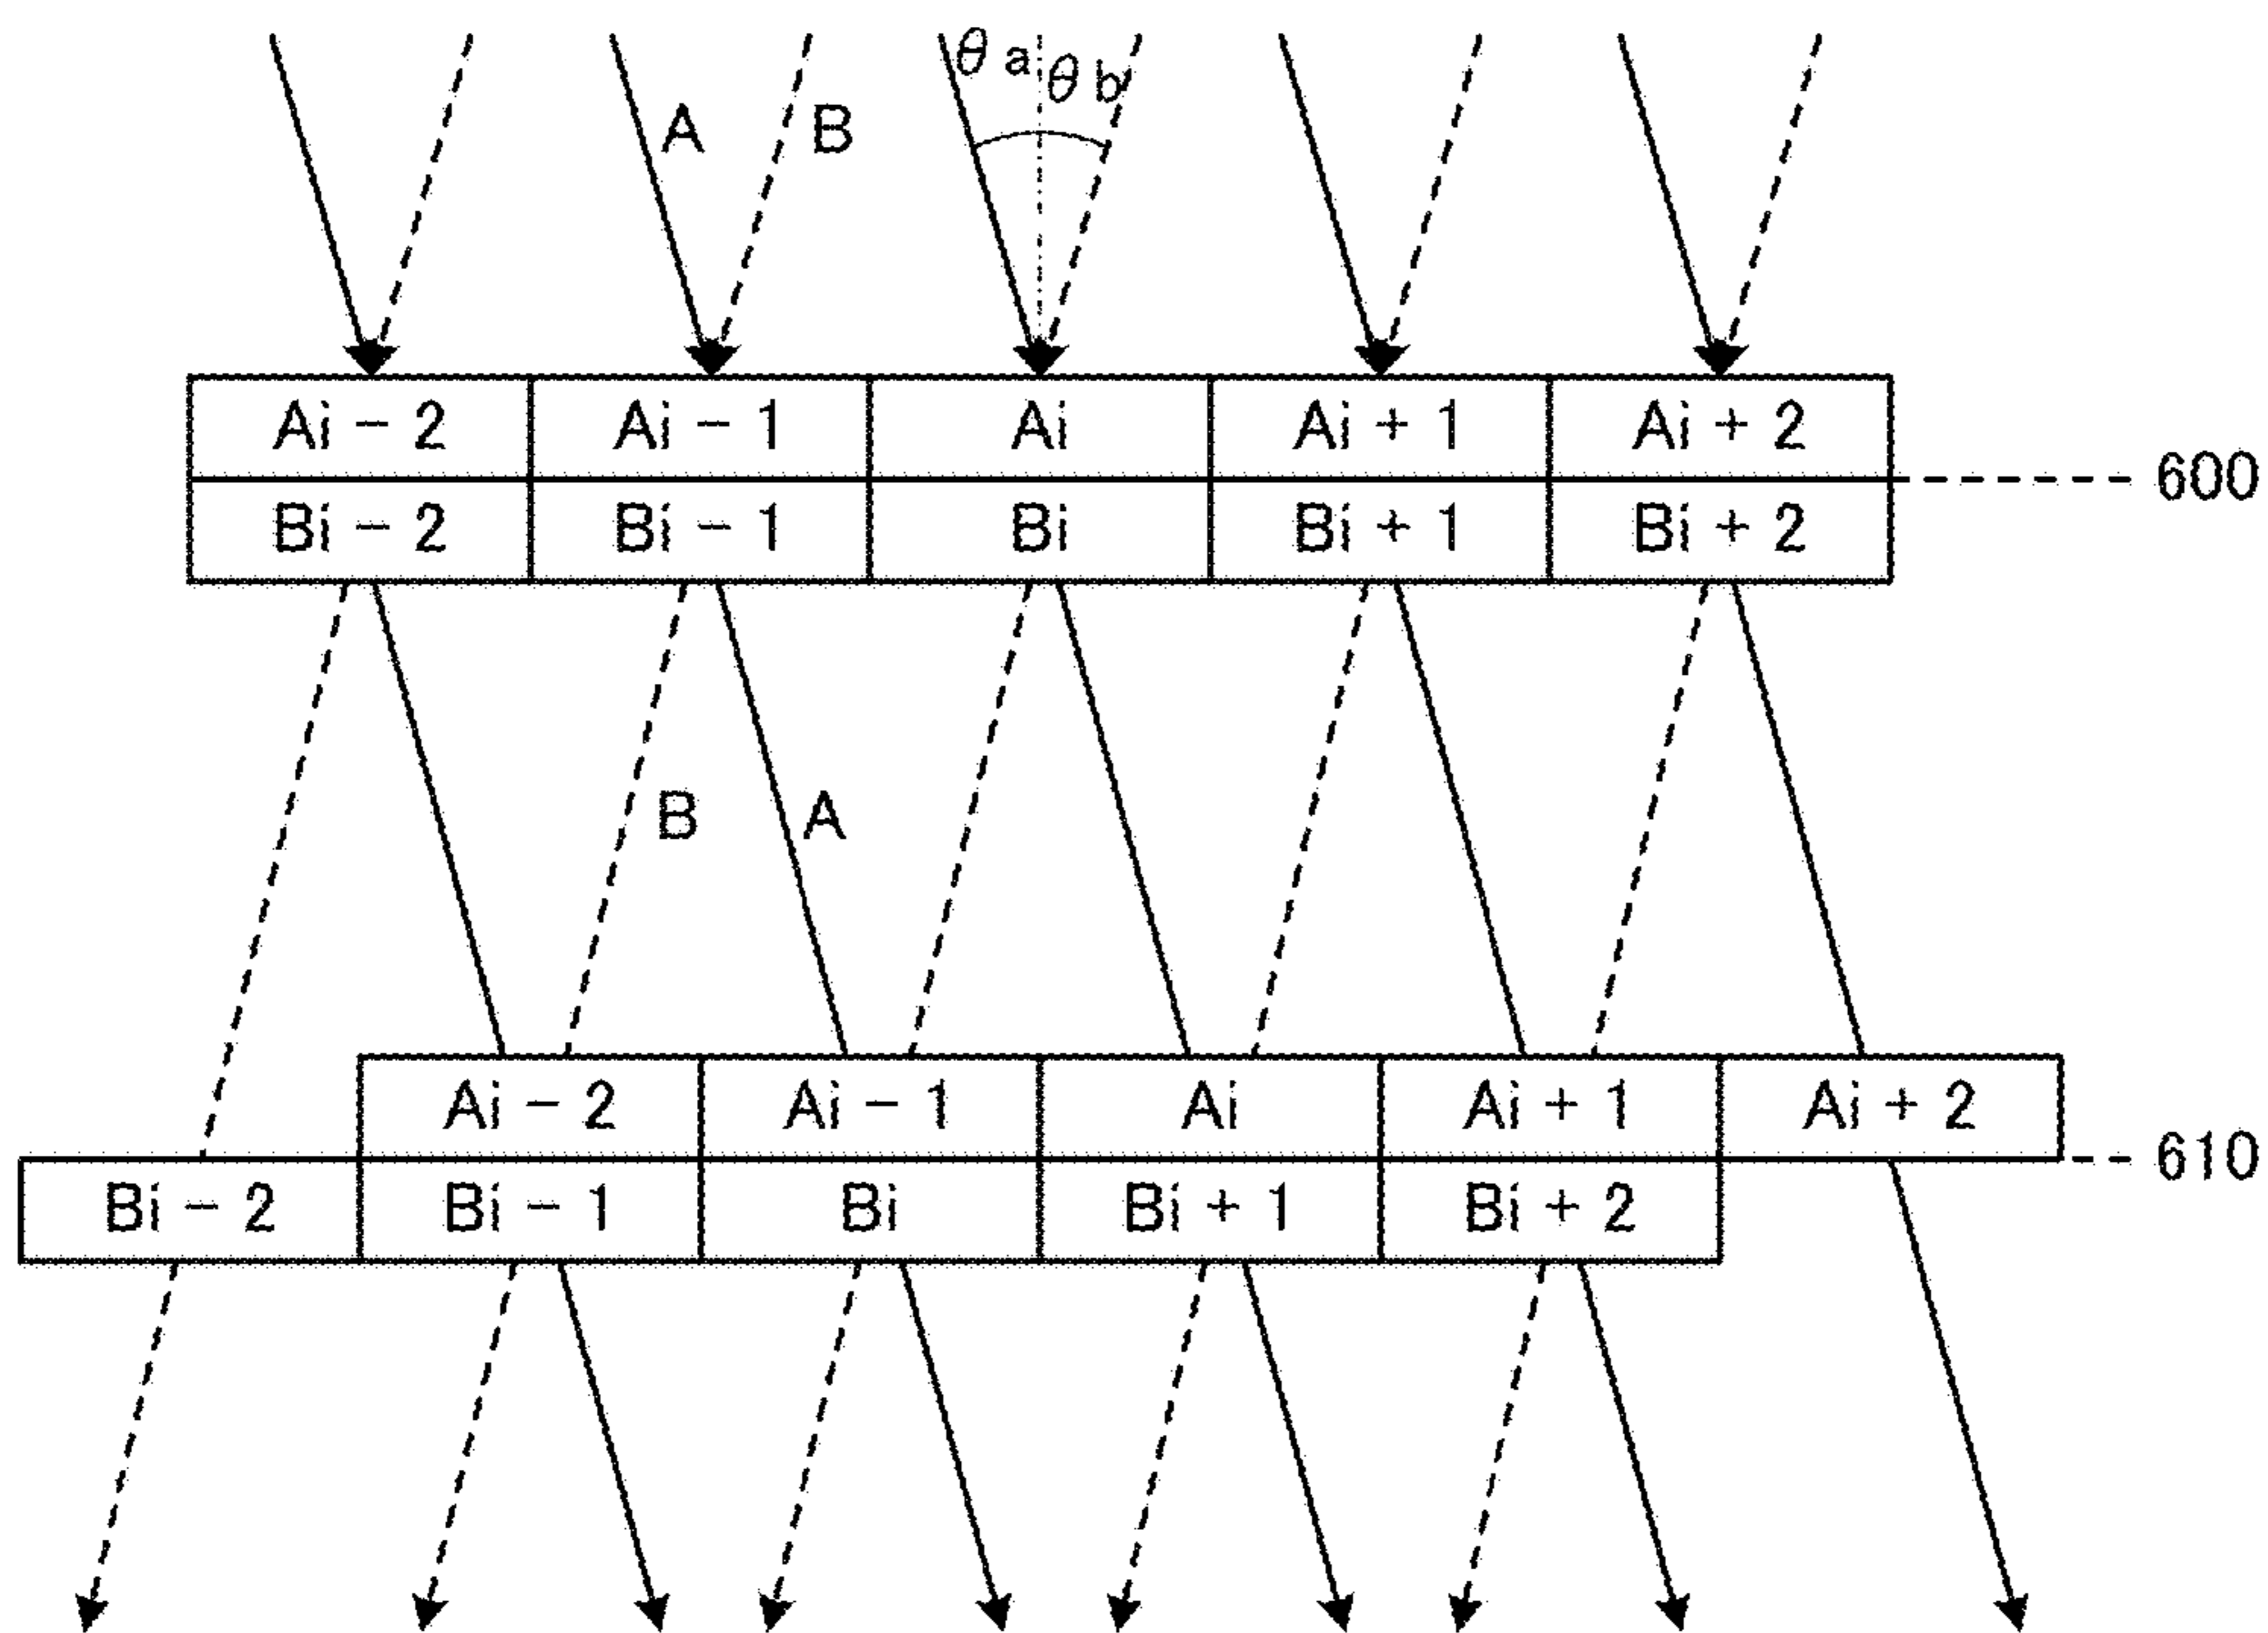 θa θb
A B
Ai − 2 Ai − 1 Ai Ai + 1 Ai + 2
600
Bi − 2 Bi − 1 Bi Bi + 1 Bi + 2
B A
Ai − 2 Ai − 1 Ai Ai + 1 Ai + 2
610
Bi − 2 Bi − 1 Bi Bi + 1 Bi + 2